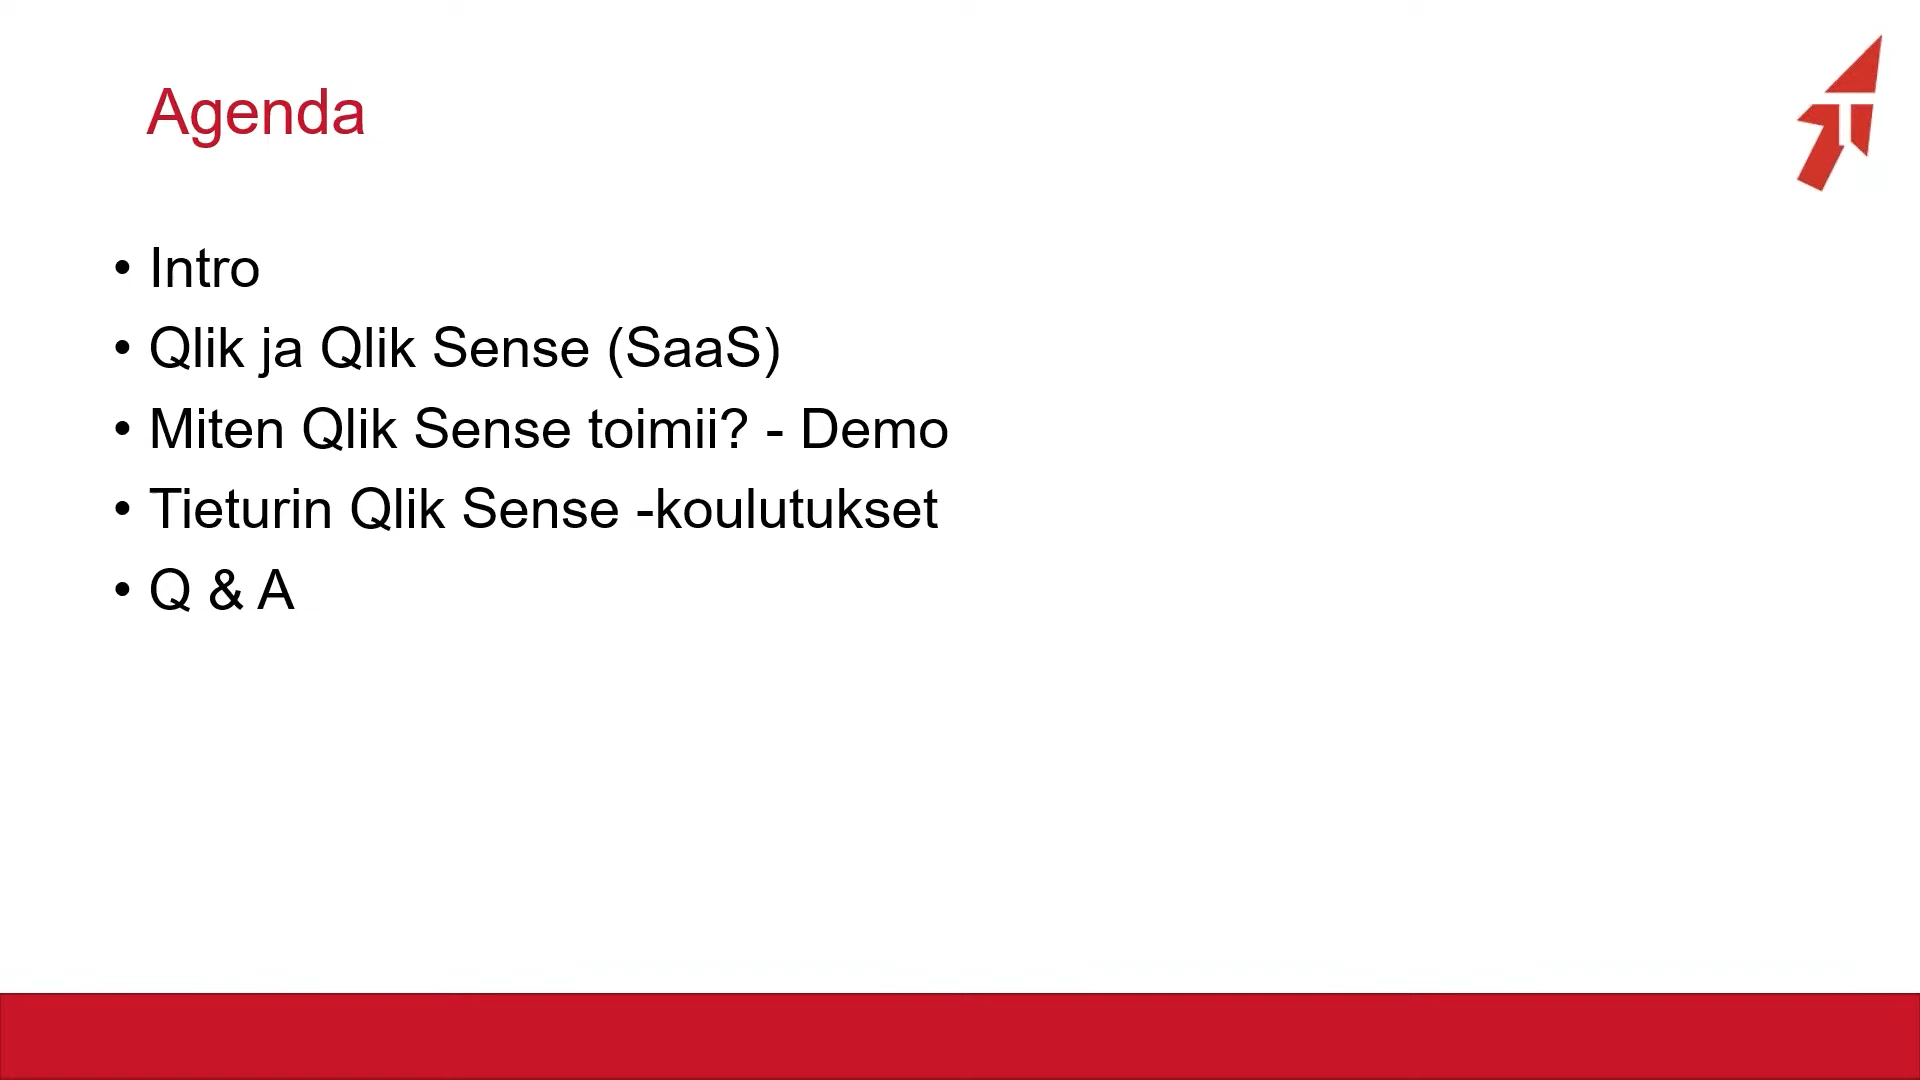 Agenda
• Intro
• Qlik ja Qlik Sense (SaaS)
• Miten Qlik Sense toimii? - Demo
• Tieturin Qlik Sense -koulutukset
• Q & A